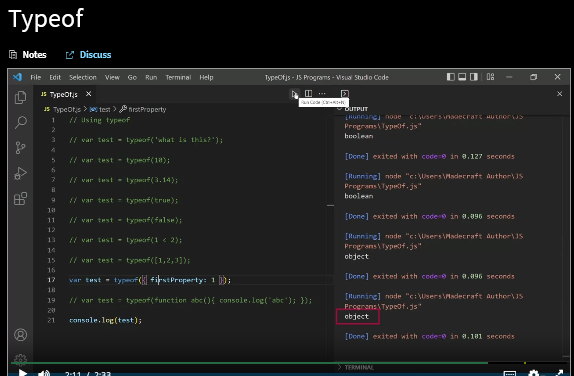 Typeof
Notes
Discuss
File Edit Selection View Go Run Terminal Help
TypeOf.js - JS Programs - Visual Studio Code
JS TypeOf.js
JS TypeOf.js > test > firstProperty
Run Code (Ctrl+Alt+N)
1 // Using typeof
2
3 // var test = typeof('what is this?');
4
5 // var test = typeof(10);
6
7 // var test = typeof(3.14);
8
9 // var test = typeof(true);
10
11 // var test = typeof(false);
12
13 // var test = typeof(1 < 2);
14
15 // var test = typeof([1,2,3]);
16
17 var test = typeof({ firstProperty: 1 });
18
19 // var test = typeof(function abc(){ console.log('abc'); });
20
21 console.log(test);
OUTPUT
[Running] node "c:\Users\Madecraft Author\JS
Programs\TypeOf.js"
boolean
[Done] exited with code=0 in 0.127 seconds
[Running] node "c:\Users\Madecraft Author\JS
Programs\TypeOf.js"
boolean
[Done] exited with code=0 in 0.096 seconds
[Running] node "c:\Users\Madecraft Author\JS
Programs\TypeOf.js"
object
[Done] exited with code=0 in 0.096 seconds
[Running] node "c:\Users\Madecraft Author\JS
Programs\TypeOf.js"
object
[Done] exited with code=0 in 0.101 seconds
TERMINAL
2:11 / 2:33